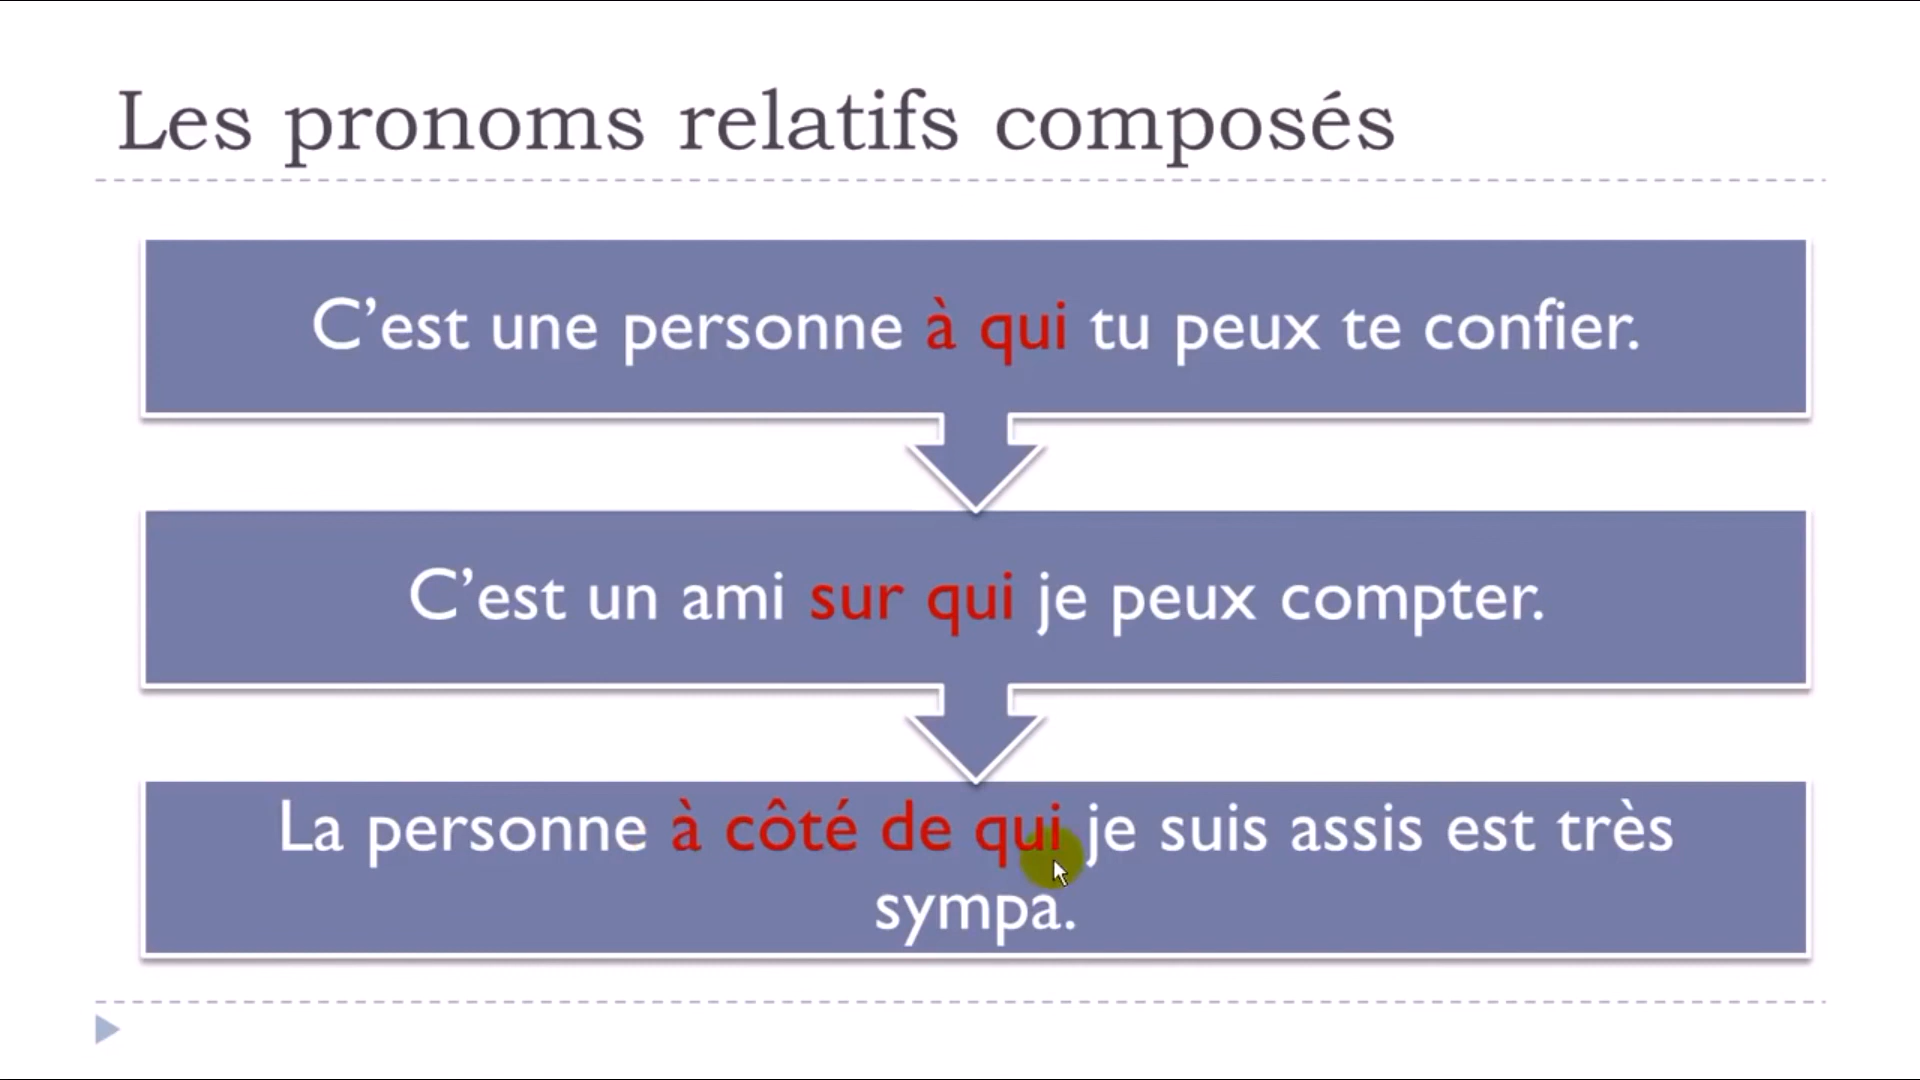 Les pronoms relatifs composés
C’est une personne à qui tu peux te confier.
C’est un ami sur qui je peux compter.
La personne à côté de qui je suis assis est très
sympa.